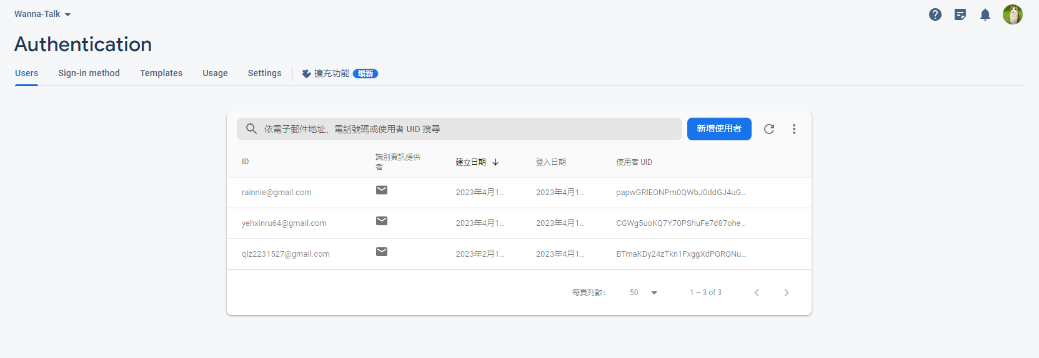 Wanna-Talk
Authentication
Users Sign-in method Templates Usage Settings 擴充功能 最新
依電子郵件地址、電話號碼或使用者 UID 搜尋 新增使用者
ID 識別資訊提供者 建立日期 登入日期 使用者 UID
rainnie@gmail.com 2023年4月1... 2023年4月1... papwGRlEONPm0QWbJ0ddGJ4uG...
yehxinru64@gmail.com 2023年4月1... 2023年4月1... CGWg5uoKQ7Y70PShuFe7d87ohe...
qlz2231527@gmail.com 2023年2月1... 2023年4月1... BTmaKDy24zTkn1FxggXdPGRQNu...
每頁列數： 50 1 – 3 of 3